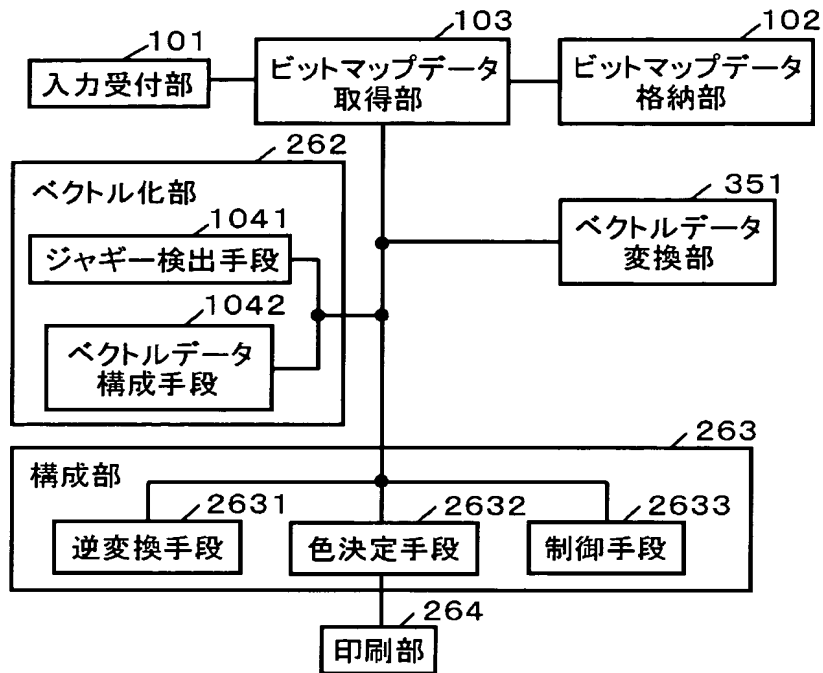 101
103
102
入力受付部
ビットマップデータ
取得部
ビットマップデータ
格納部
262
ベクトル化部
1041
ジャギー検出手段
1042
ベクトルデータ
構成手段
351
ベクトルデータ
変換部
263
構成部
2631
逆変換手段
2632
色決定手段
2633
制御手段
264
印刷部